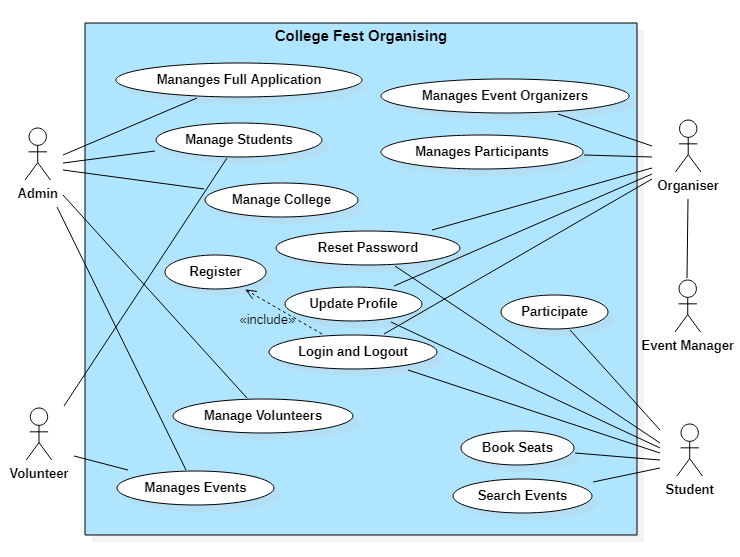 College Fest Organising
Mananges Full Application
Manages Event Organizers
Manage Students
Manages Participants
Admin
Organiser
Manage College
Reset Password
Register
Update Profile
Participate
«include»
Event Manager
Login and Logout
Manage Volunteers
Book Seats
Volunteer
Manages Events
Search Events
Student